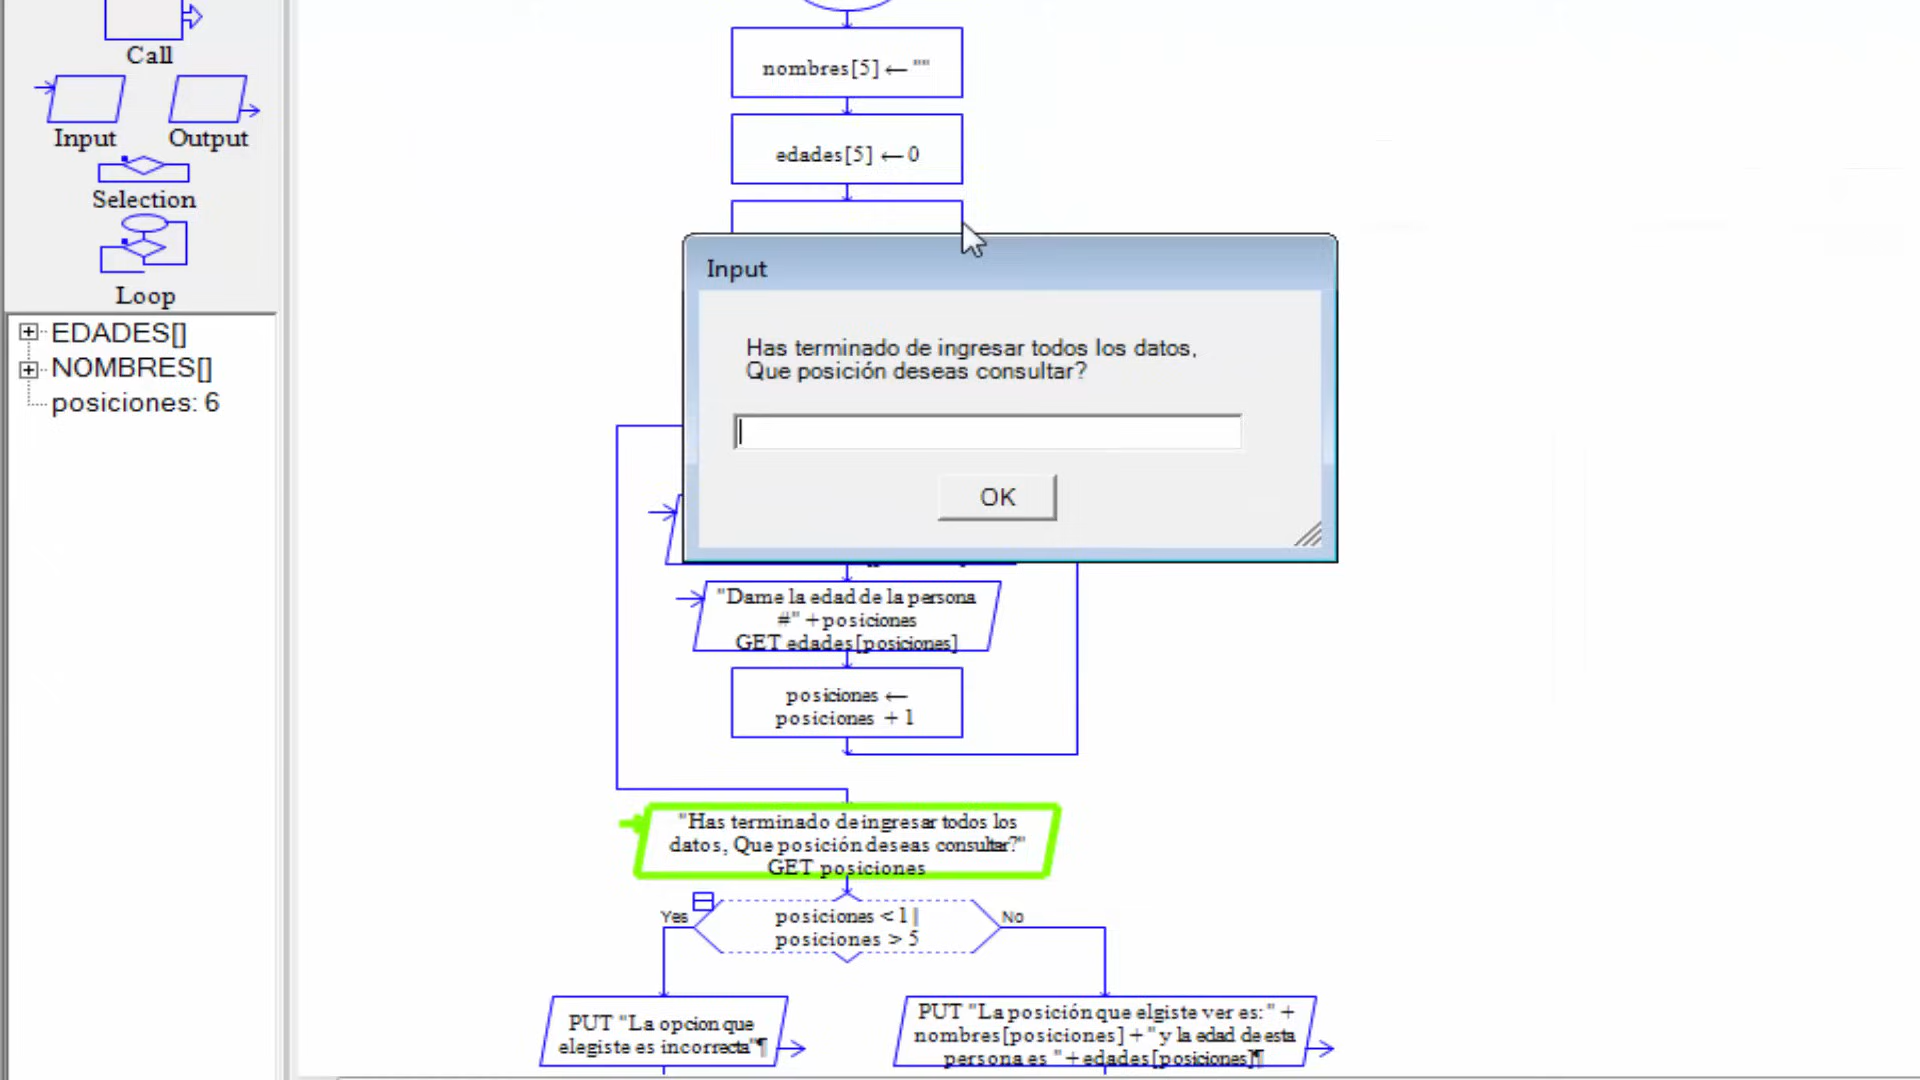 Call
Input
Output
Selection
Loop
EDADES[]
NOMBRES[]
posiciones: 6
nombres[5] ← ""
edades[5] ← 0
Input
Has terminado de ingresar todos los datos,
Que posición deseas consultar?
OK
"Dame la edad de la persona
#" + posiciones
GET edades[posiciones]
posiciones ←
posiciones + 1
"Has terminado de ingresar todos los
datos, Que posición deseas consultar?"
GET posiciones
Yes
posiciones < 1 |
posiciones > 5
No
PUT "La opcion que
elegiste es incorrecta"¶
PUT "La posición que elgiste ver es:" +
nombres[posiciones] + " y la edad de esta
persona es " + edades[posiciones]¶